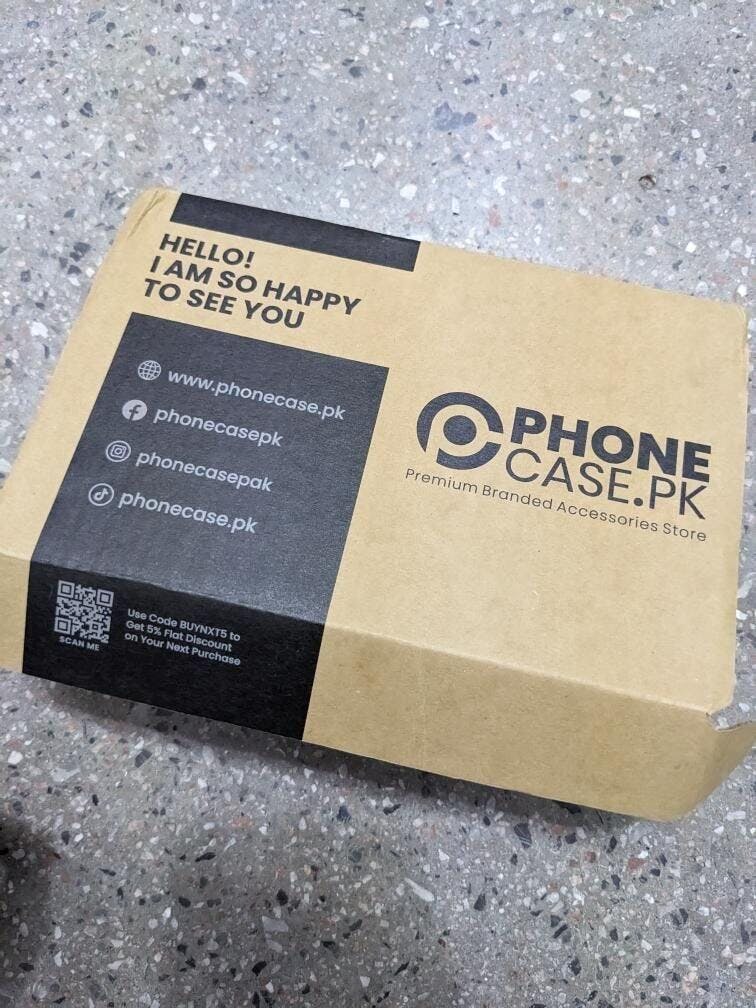 HELLO!
I AM SO HAPPY
TO SEE YOU
www.phonecase.pk
phonecasepk
phonecasepak
phonecase.pk
SCAN ME
Use Code BUYNXT5 to
Get 5% Flat Discount
on Your Next Purchase
PHONE
CASE.PK
Premium Branded Accessories Store